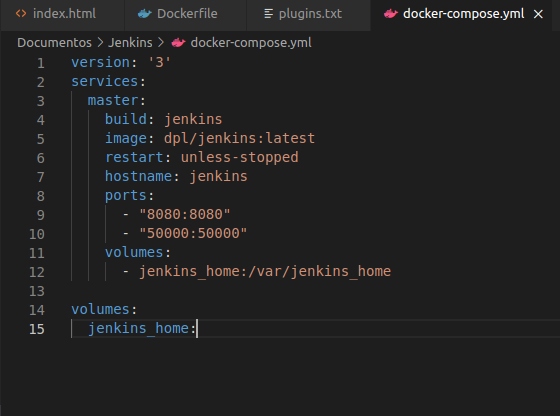 index.html Dockerfile plugins.txt docker-compose.yml
Documentos > Jenkins > docker-compose.yml
1 version: '3'
2 services:
3   master:
4     build: jenkins
5     image: dpl/jenkins:latest
6     restart: unless-stopped
7     hostname: jenkins
8     ports:
9       - "8080:8080"
10       - "50000:50000"
11     volumes:
12       - jenkins_home:/var/jenkins_home
13
14 volumes:
15   jenkins_home: